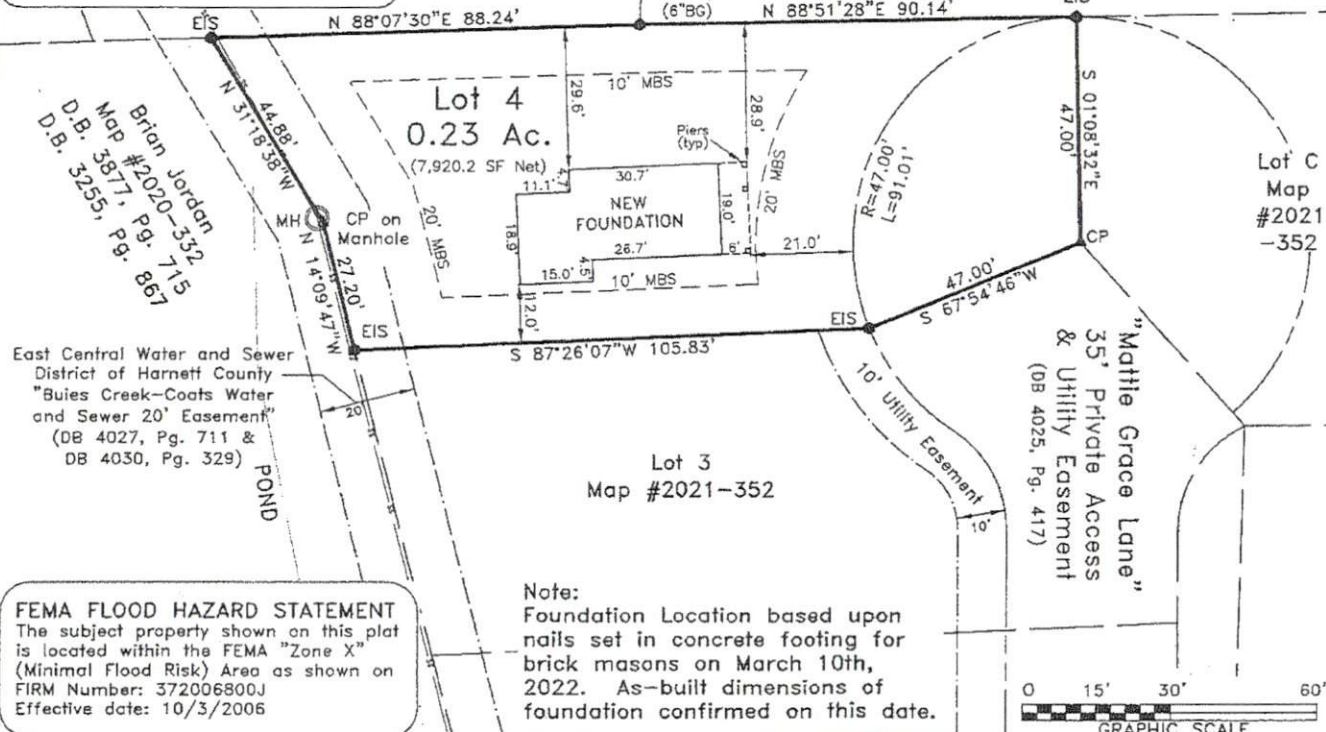 N 88°07'30"E 88.24'
(6"BG)
N 88°51'28"E 90.14'
EIS
N 31°18'38"W
44.88'
S 01°08'32"E
47.00'
Brian Jordan
Map #2020-332
D.B. 3877, Pg. 715
D.B. 3255, Pg. 867
Lot 4
0.23 Ac.
(7,920.2 SF Net)
10' MBS
29.6'
28.9'
Piers
(typ)
20' MBS
R=47.00'
L=91.01'
Lot C
Map
#2021
-352
4.7'
11.1'
30.7'
NEW
FOUNDATION
19.0'
18.9'
26.7'
6'
21.0'
15.0'
4.5'
10' MBS
20' MBS
12.0'
MH
CP on
Manhole
N 14°09'47"W
27.20'
EIS
CP
47.00'
S 67°54'46"W
EIS
S 87°26'07"W 105.83'
East Central Water and Sewer
District of Harnett County
"Buies Creek-Coats Water
and Sewer 20' Easement"
(DB 4027, Pg. 711 &
DB 4030, Pg. 329)
20'
POND
10' Utility Easement
10'
"Mattie Grace Lane"
35' Private Access
& Utility Easement
(DB 4025, Pg. 417)
Lot 3
Map #2021-352
FEMA FLOOD HAZARD STATEMENT
The subject property shown on this plat
is located within the FEMA "Zone X"
(Minimal Flood Risk) Area as shown on
FIRM Number: 372006800J
Effective date: 10/3/2006
Note:
Foundation Location based upon
nails set in concrete footing for
brick masons on March 10th,
2022. As-built dimensions of
foundation confirmed on this date.
0 15' 30' 60'
GRAPHIC SCALE